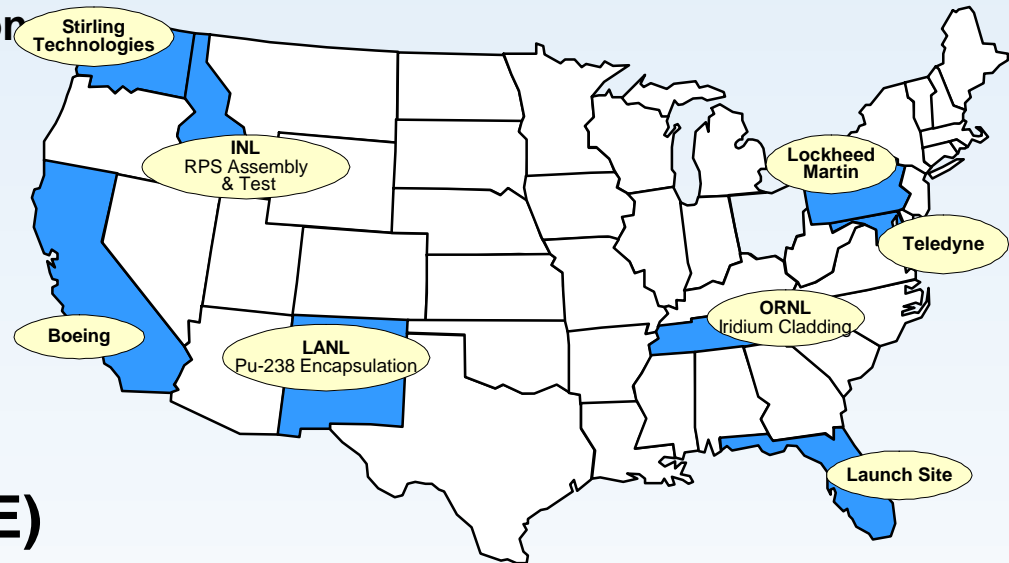 on
Stirling
Technologies
INL
RPS Assembly
& Test
Lockheed
Martin
Teledyne
Boeing
LANL
Pu-238 Encapsulation
ORNL
Iridium Cladding
Launch Site
E)